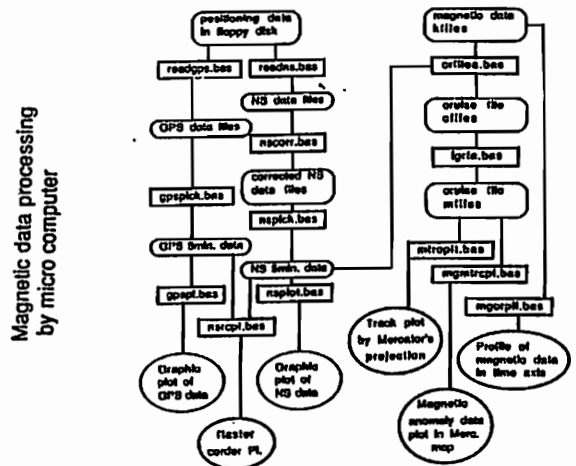 Magnetic data processing
by micro computer
positioning data
in floppy disk
readgps.bas
readns.bas
GPS data files
NS data files
nscorr.bas
corrected NS
data files
gpspick.bas
nspick.bas
GPS 5min. data
NS 5min. data
gpspl.bas
nsplot.bas
nsrcpl.bas
Graphic
plot of
GPS data
Graphic
plot of
NS data
Raster
corder PL
magnetic data
kfiles
crfiles.bas
cruise file
cfiles
igrfa.bas
cruise file
mfiles
mtrcplt.bas
mgmtrcpl.bas
mgorplt.bas
Track plot
by Mercator's
projection
Profile of
magnetic data
in time axis
Magnetic
anomaly data
plot in Merc.
map